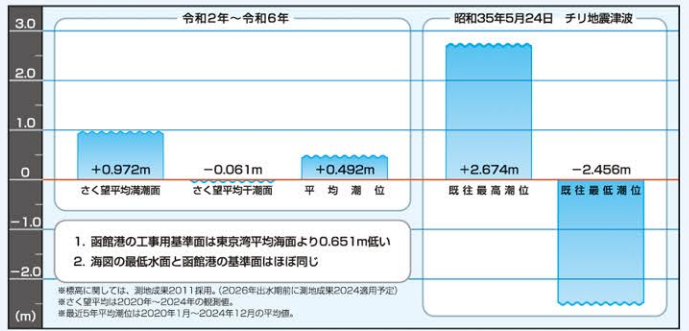 令和2年～令和6年
昭和35年5月24日 チリ地震津波
3.0
2.0
1.0
0
-1.0
-2.0
(m)
+0.972m
さく望平均満潮面
-0.061m
さく望平均干潮面
+0.492m
平均潮位
+2.674m
既往最高潮位
-2.456m
既往最低潮位
1. 函館港の工事用基準面は東京湾平均海面より0.651m低い
2. 海図の最低水面と函館港の基準面はほぼ同じ
※標高に関しては、測地成果2011採用。(2026年出水期前に測地成果2024適用予定)
※さく望平均は2020年～2024年の観測値。
※最近5年平均潮位は2020年1月～2024年12月の平均値。